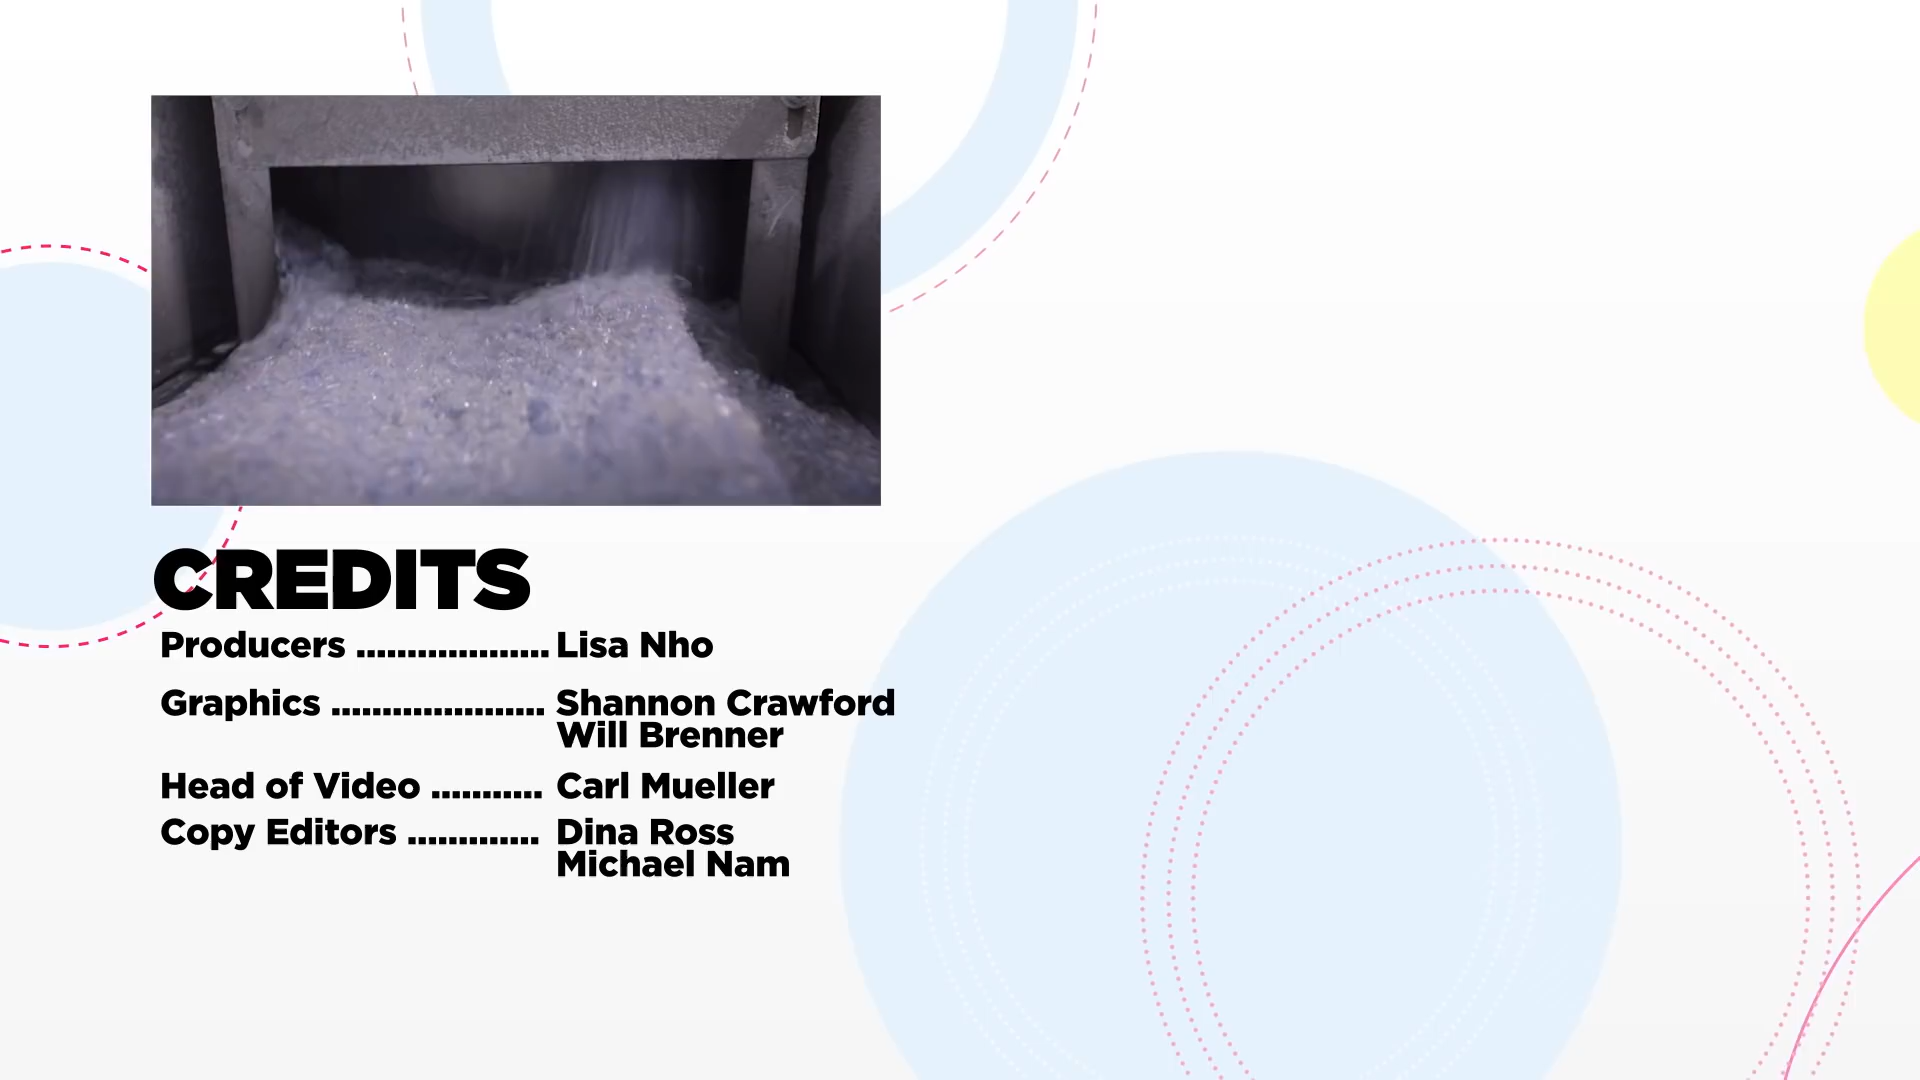 CREDITS
Producers ................... Lisa Nho
Graphics ..................... Shannon Crawford
Will Brenner
Head of Video ........... Carl Mueller
Copy Editors ............. Dina Ross
Michael Nam